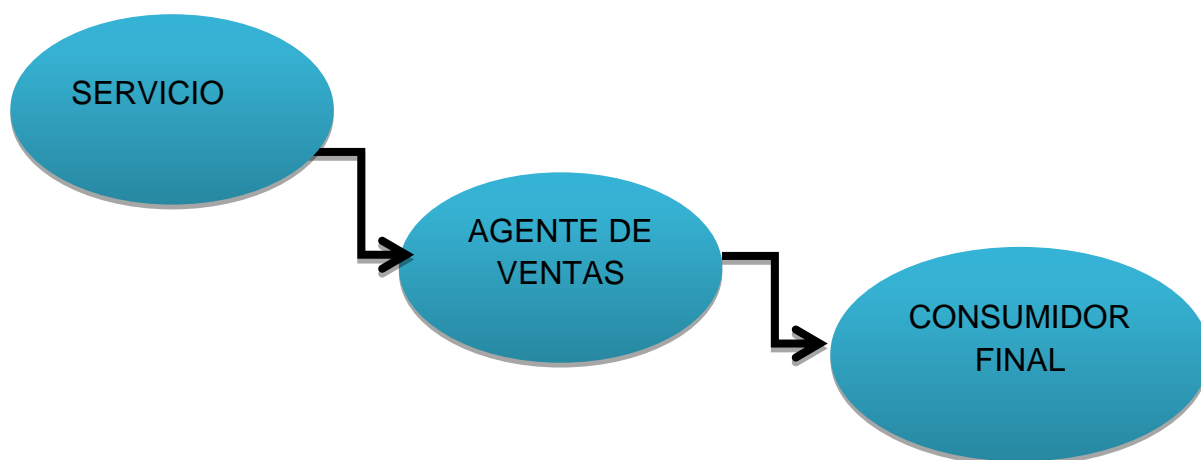 SERVICIO
AGENTE DE
VENTAS
CONSUMIDOR
FINAL